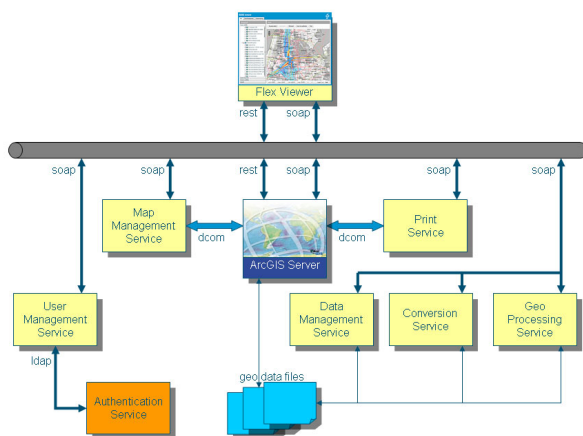 Flex Viewer
rest
soap
soap
soap
rest
soap
soap
soap
Map
Management
Service
dcom
ArcGIS Server
dcom
Print
Service
User
Management
Service
Data
Management
Service
Conversion
Service
Geo
Processing
Service
ldap
geo data files
Authentication
Service